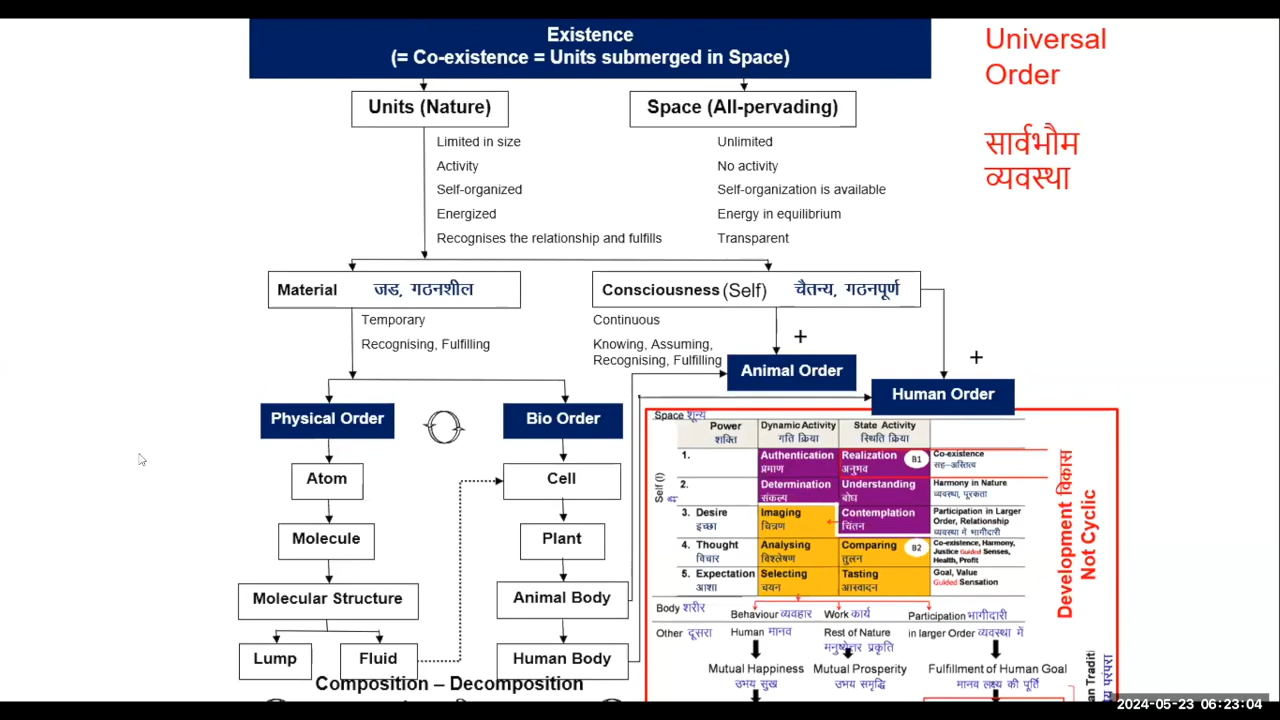 Existence
(= Co-existence = Units submerged in Space)
Universal
Order
सार्वभौम
व्यवस्था
Units (Nature)
Space (All-pervading)
Limited in size
Activity
Self-organized
Energized
Recognises the relationship and fulfills
Unlimited
No activity
Self-organization is available
Energy in equilibrium
Transparent
Material जड, गठनशील
Consciousness (Self) चैतन्य, गठनपूर्ण
Temporary
Recognising, Fulfilling
Continuous
Knowing, Assuming,
Recognising, Fulfilling
+
+
Animal Order
Human Order
Physical Order
Bio Order
Atom
Molecule
Molecular Structure
Lump
Fluid
Cell
Plant
Animal Body
Human Body
Composition – Decomposition
Space शून्य
Power
शक्ति
Dynamic Activity
गति क्रिया
State Activity
स्थिति क्रिया
Self (I)
मैं
1.
Authentication
प्रमाण
Realization
अनुभव
B1
Co-existence
सह-अस्तित्व
2.
Determination
संकल्प
Understanding
बोध
Harmony in Nature
व्यवस्था, पूरकता
3. Desire
इच्छा
Imaging
चित्रण
Contemplation
चिंतन
Participation in Larger
Order, Relationship
व्यवस्था में भागीदारी
4. Thought
विचार
Analysing
विश्लेषण
Comparing
तुलन
B2
Co-existence, Harmony,
Justice Guided Senses,
Health, Profit
5. Expectation
आशा
Selecting
चयन
Tasting
आस्वादन
Goal, Value
Guided Sensation
Body शरीर
Behaviour व्यवहार
Work कार्य
Participation भागीदारी
Other दूसरा
Human मानव
Rest of Nature
मनुष्येत्तर प्रकृति
in larger Order व्यवस्था में
Mutual Happiness
उभय सुख
Mutual Prosperity
उभय समृद्धि
Fulfillment of Human Goal
मानव लक्ष्य की पूर्ति
Development विकास
Not Cyclic
2024-05-23 06:23:04